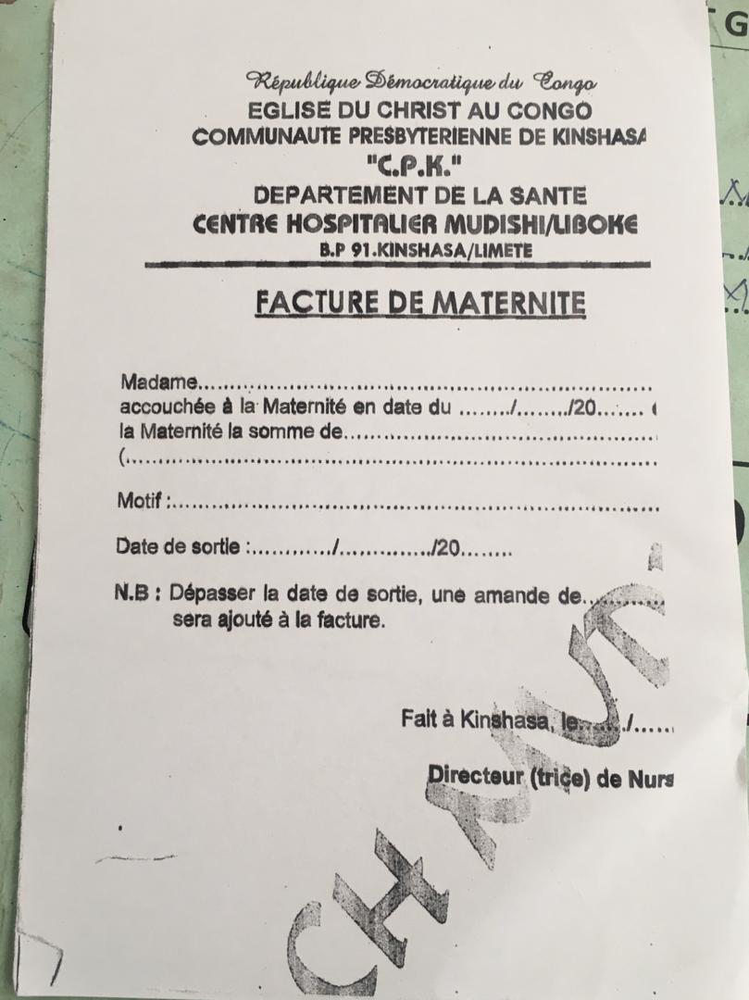 République Démocratique du Congo
EGLISE DU CHRIST AU CONGO
COMMUNAUTE PRESBYTERIENNE DE KINSHASA
"C.P.K."
DEPARTEMENT DE LA SANTE
CENTRE HOSPITALIER MUDISHI/LIBOKE
B.P 91.KINSHASA/LIMETE
FACTURE DE MATERNITE
Madame......................................................................
accouchée à la Maternité en date du ......../......../20.......
la Maternité la somme de.................................................
(................................................................................
Motif :........................................................................
Date de sortie :............/............../20........
N.B : Dépasser la date de sortie, une amande de............
sera ajouté à la facture.
Fait à Kinshasa, le......./......
Directeur (trice) de Nurs
CH MUD
G